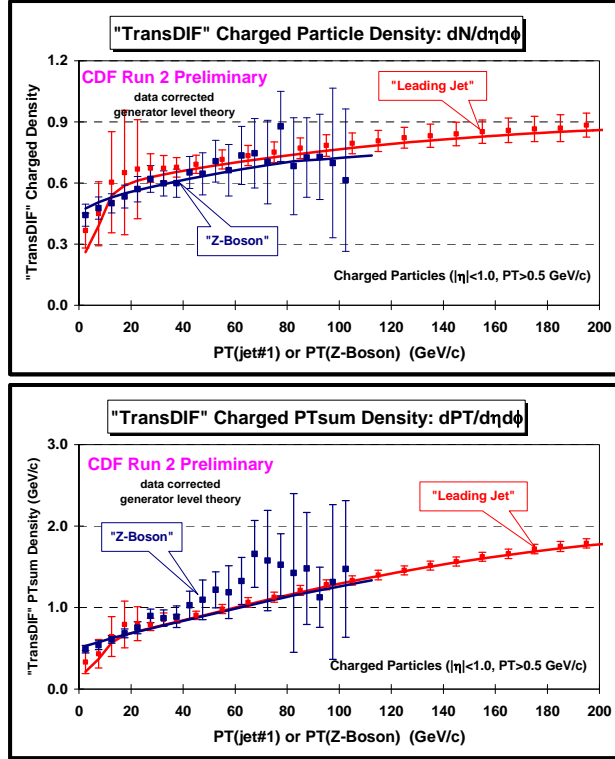 "TransDIF" Charged Particle Density: dN/dηdϕ
CDF Run 2 Preliminary
data corrected
generator level theory
"Leading Jet"
"Z-Boson"
Charged Particles (|η|<1.0, PT>0.5 GeV/c)
"TransDIF" Charged Density
1.2
0.9
0.6
0.3
0.0
0 20 40 60 80 100 120 140 160 180 200
PT(jet#1) or PT(Z-Boson) (GeV/c)
"TransDIF" Charged PTsum Density: dPT/dηdϕ
CDF Run 2 Preliminary
data corrected
generator level theory
"Leading Jet"
"Z-Boson"
Charged Particles (|η|<1.0, PT>0.5 GeV/c)
"TransDIF" PTsum Density (GeV/c)
3.0
2.0
1.0
0.0
0 20 40 60 80 100 120 140 160 180 200
PT(jet#1) or PT(Z-Boson) (GeV/c)